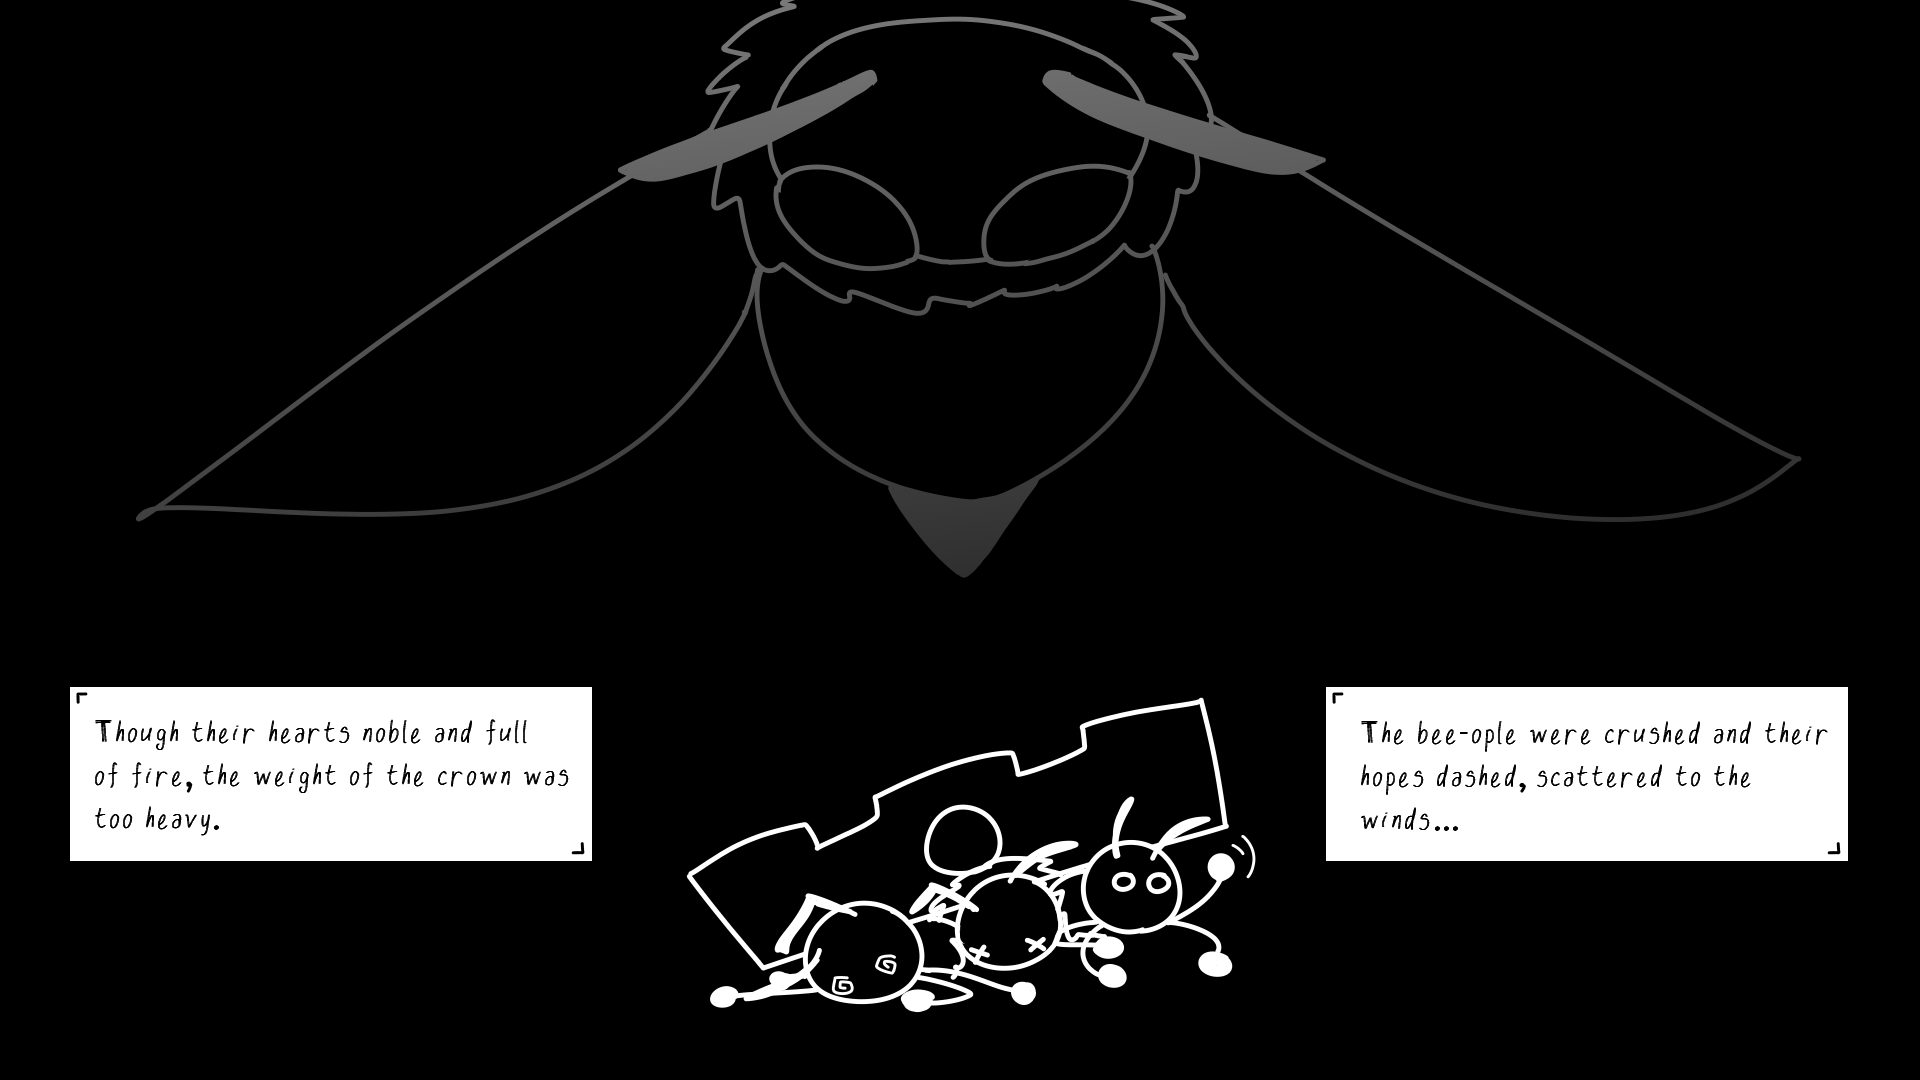 Though their hearts noble and full
of fire, the weight of the crown was
too heavy.
The bee-ople were crushed and their
hopes dashed, scattered to the
winds...